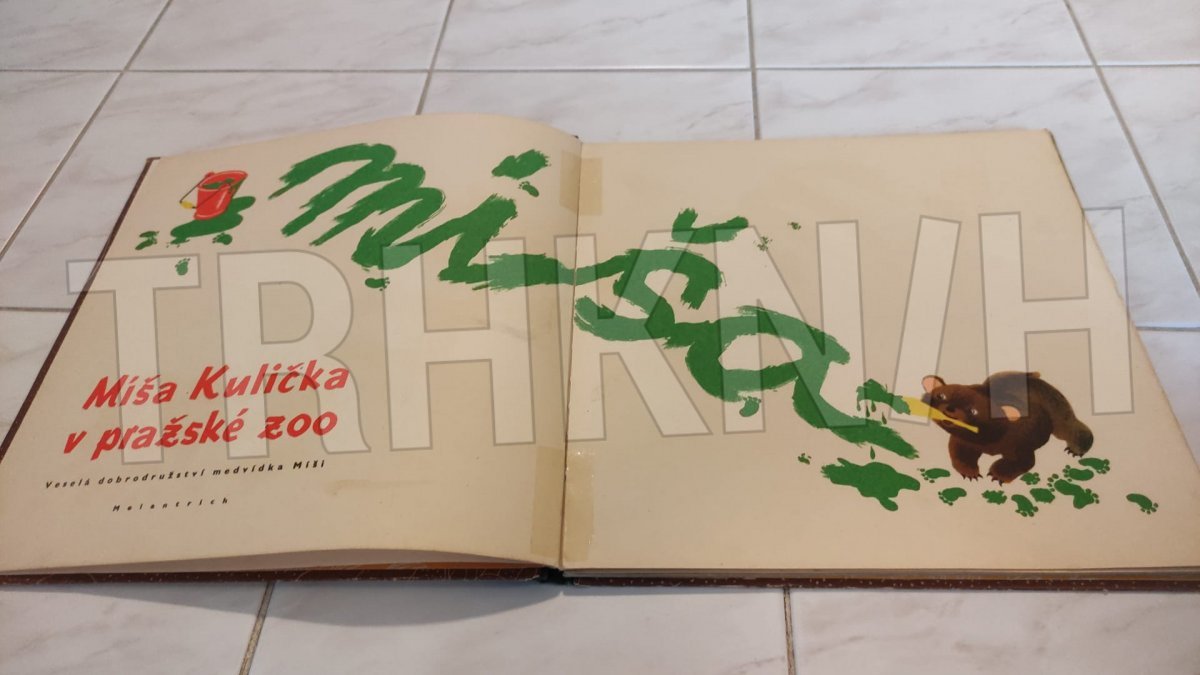 Míša
Míša Kulička
v pražské zoo
Veselá dobrodružství medvídka Míši
Melantrich
TRHKNIH